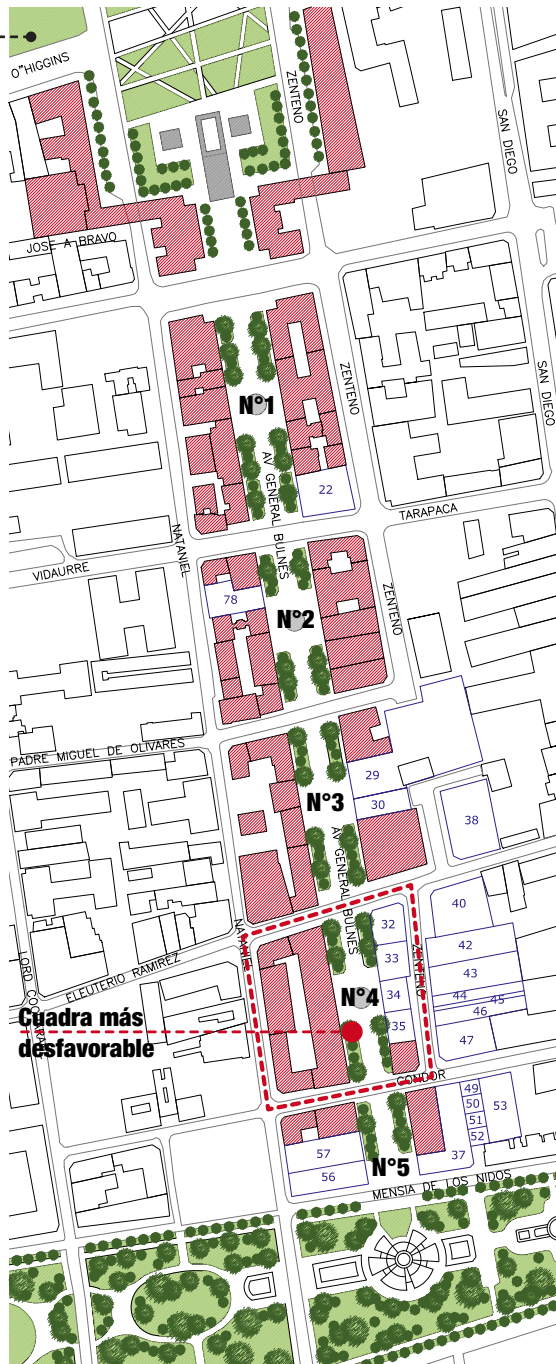 O"HIGGINS
ZENTENO
SAN DIEGO
JOSE A BRAVO
ZENTENO
SAN DIEGO
N°1
AV GENERAL BULNES
22
TARAPACA
NATANIEL
VIDAURRE
78
N°2
ZENTENO
PADRE MIGUEL DE OLIVARES
29
N°3
30
38
AV GENERAL BULNES
40
32
NATANIEL
ZENTENO
42
33
ELEUTERIO RAMIREZ
43
LORD COCHRANE
34
N°4
44
45
46
Cuadra más
desfavorable
35
47
CONDOR
49
50
53
51
52
57
37
N°5
56
MENSIA DE LOS NIDOS